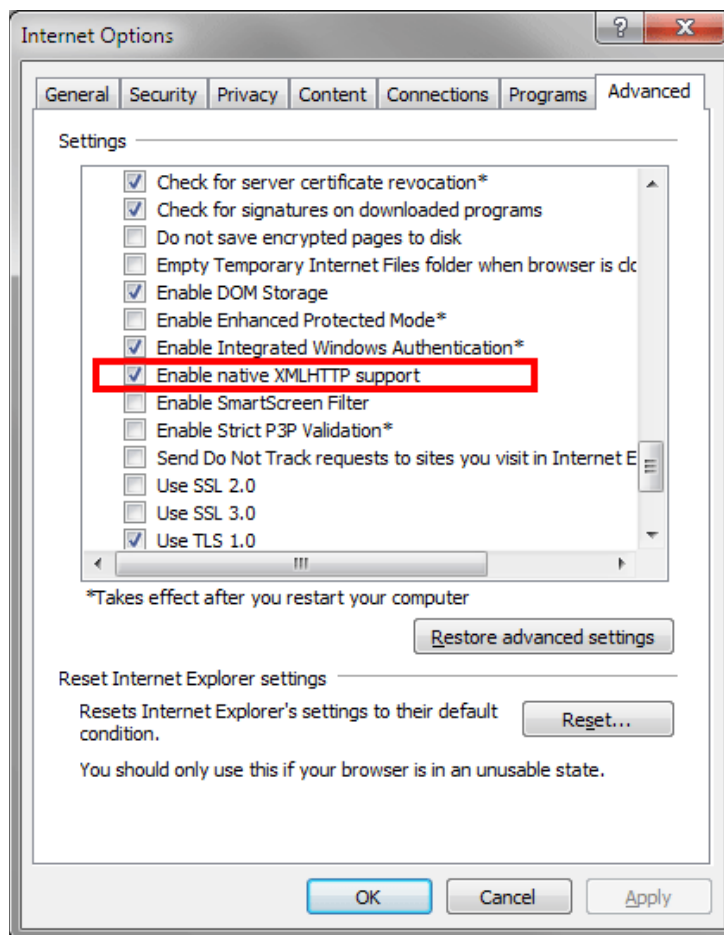 Internet Options
General Security Privacy Content Connections Programs Advanced
Settings
Check for server certificate revocation*
Check for signatures on downloaded programs
Do not save encrypted pages to disk
Empty Temporary Internet Files folder when browser is clc
Enable DOM Storage
Enable Enhanced Protected Mode*
Enable Integrated Windows Authentication*
Enable native XMLHTTP support
Enable SmartScreen Filter
Enable Strict P3P Validation*
Send Do Not Track requests to sites you visit in Internet E
Use SSL 2.0
Use SSL 3.0
Use TLS 1.0
*Takes effect after you restart your computer
Restore advanced settings
Reset Internet Explorer settings
Resets Internet Explorer's settings to their default
condition.
Reset...
You should only use this if your browser is in an unusable state.
OK Cancel Apply